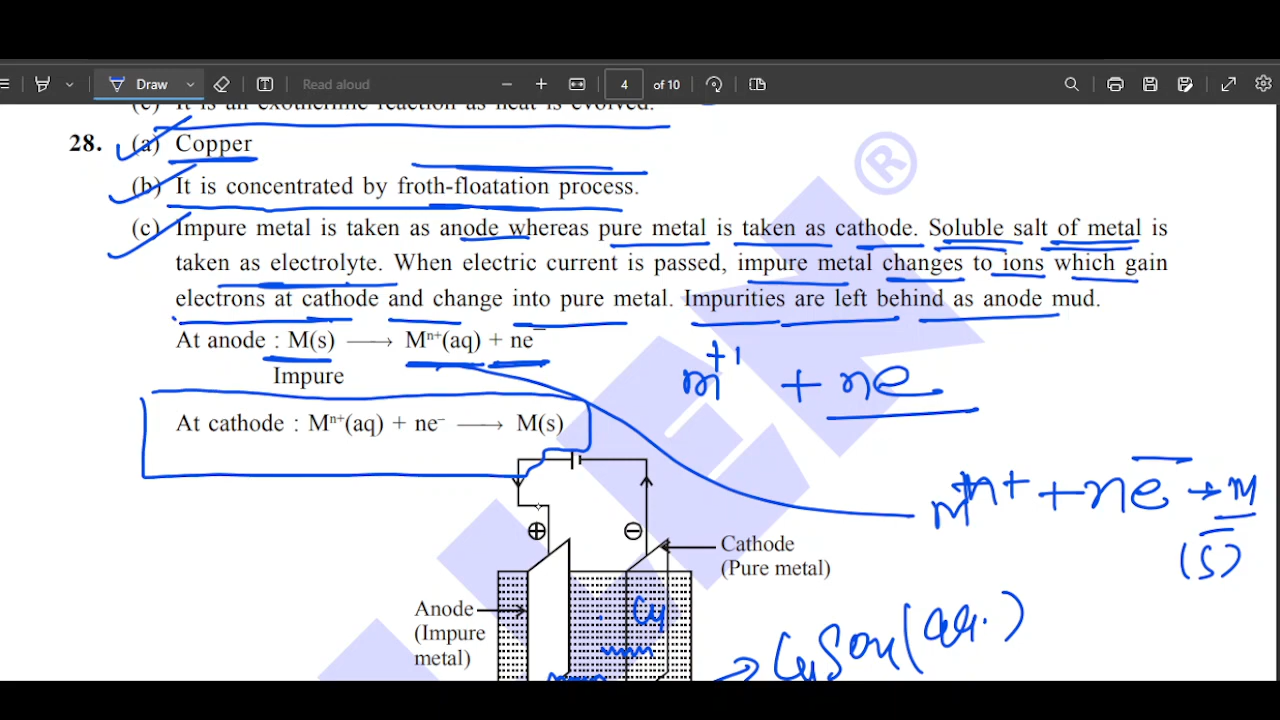 Draw
Read aloud
4 of 10
(c) It is an exothermic reaction as heat is evolved.
28. (a) Copper
(b) It is concentrated by froth-floatation process.
(c) Impure metal is taken as anode whereas pure metal is taken as cathode. Soluble salt of metal is
taken as electrolyte. When electric current is passed, impure metal changes to ions which gain
electrons at cathode and change into pure metal. Impurities are left behind as anode mud.
At anode : M(s) ⟶ Mⁿ⁺(aq) + ne⁻
Impure
m⁺¹ + ne
At cathode : Mⁿ⁺(aq) + ne⁻ ⟶ M(s)
Mⁿ⁺ + ne⁻ → M
(s)
+ −
Cathode
(Pure metal)
Anode
(Impure
metal)
Cu
CuSO4 (aq.)
®